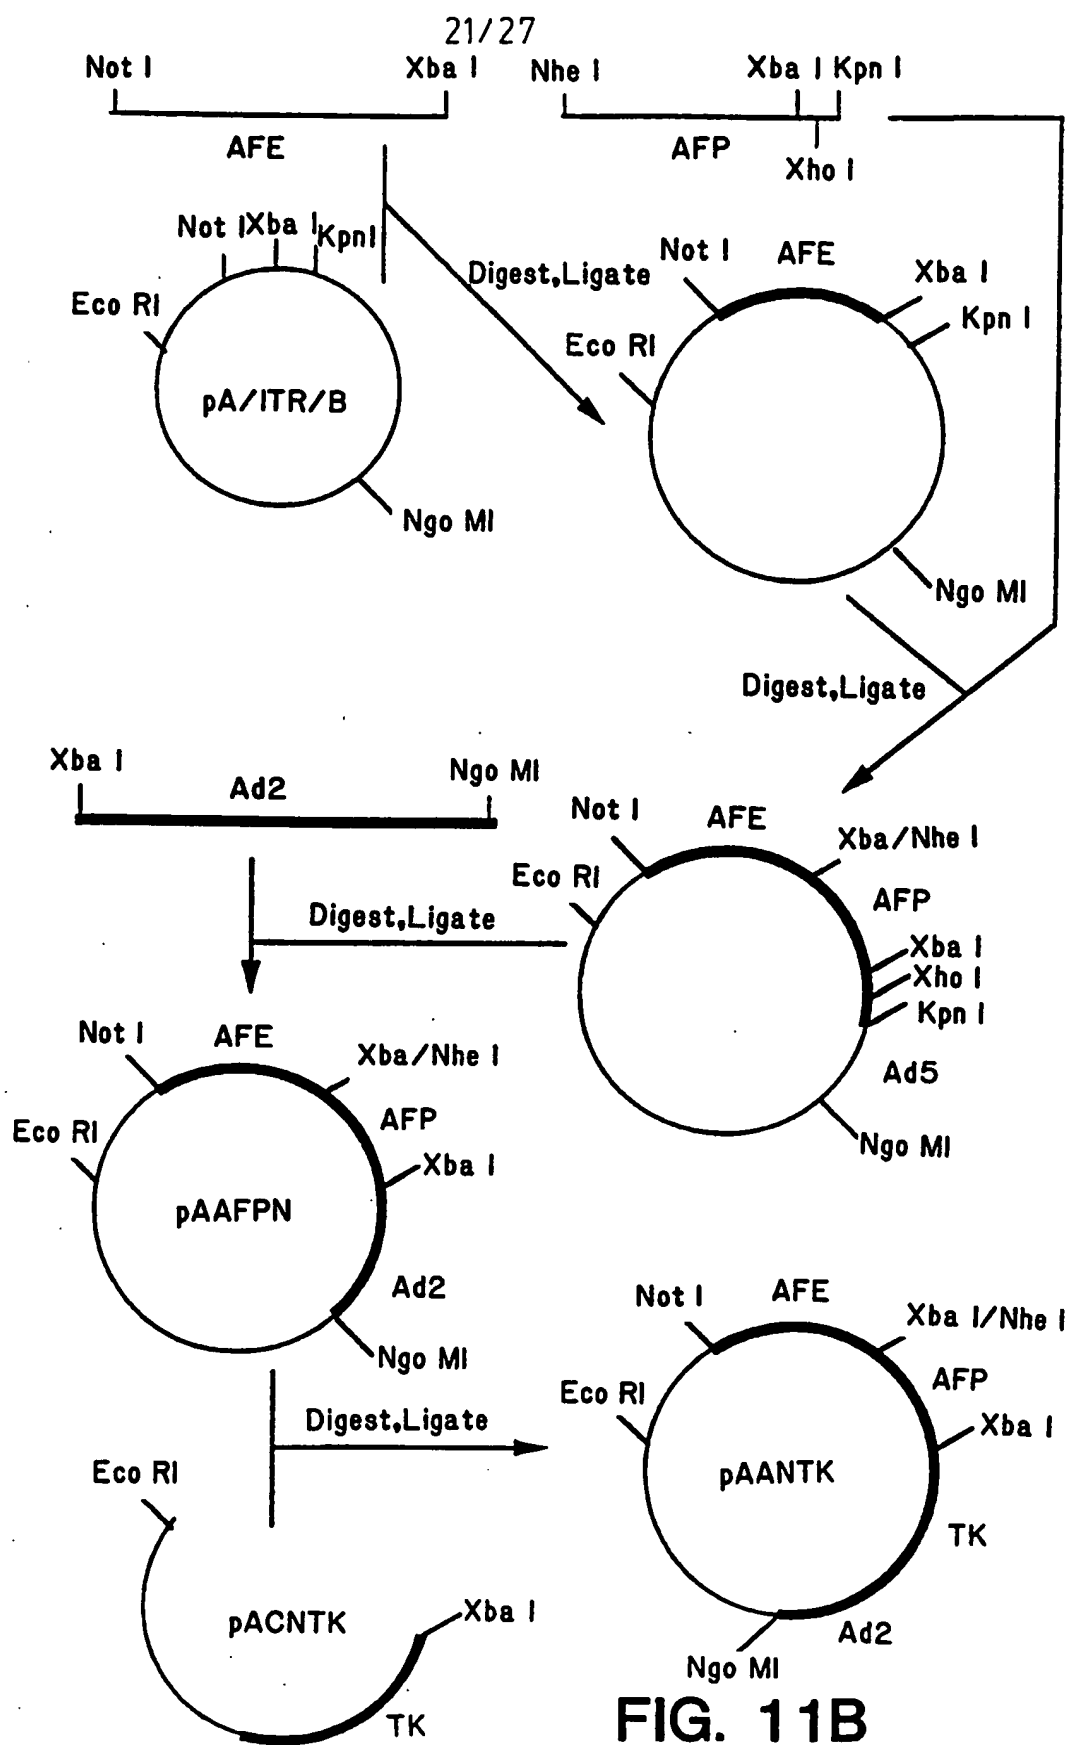 21/27
Not I
Xba I
Nhe I
Xba I Kpn I
AFE
AFP
Xho I
Not I Xba I Kpn I
Eco RI
pA/ITR/B
Ngo MI
Digest,Ligate
Not I
AFE
Xba I
Kpn I
Eco RI
Ngo MI
Digest,Ligate
Xba I
Ad2
Ngo MI
Not I
AFE
Xba/Nhe I
Eco RI
AFP
Xba I
Xho I
Kpn I
Ad5
Ngo MI
Digest,Ligate
Not I
AFE
Xba/Nhe I
Eco RI
AFP
Xba I
pAAFPN
Ad2
Ngo MI
Digest,Ligate
Not I
AFE
Xba I/Nhe I
Eco RI
AFP
Xba I
pAANTK
TK
Ad2
Ngo MI
Eco RI
pACNTK
Xba I
TK
FIG. 11B